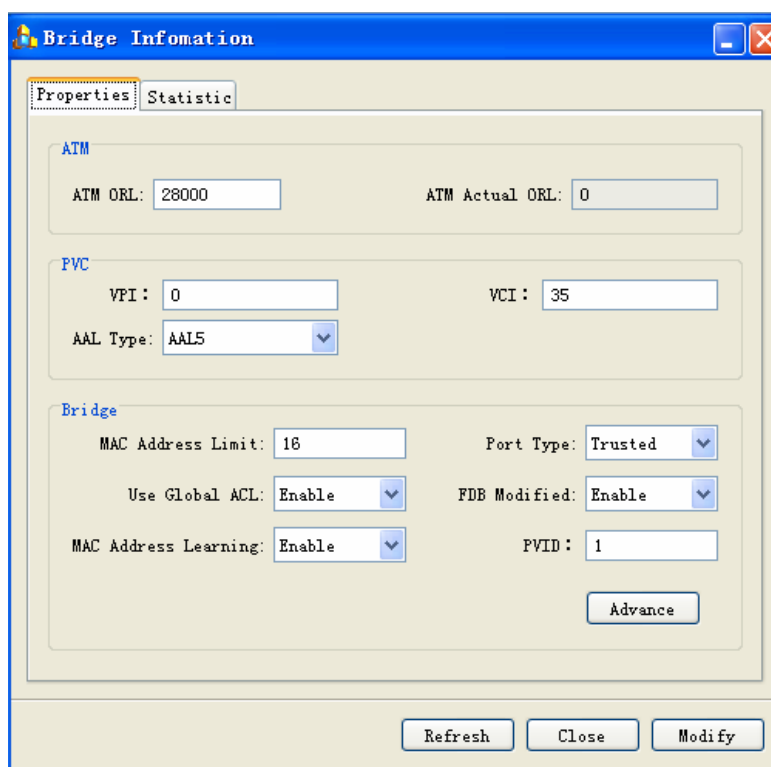 Bridge Infomation
Properties Statistic
ATM
ATM ORL: 28000 ATM Actual ORL: 0
PVC
VPI: 0 VCI: 35
AAL Type: AAL5
Bridge
MAC Address Limit: 16 Port Type: Trusted
Use Global ACL: Enable FDB Modified: Enable
MAC Address Learning: Enable PVID: 1
Advance
Refresh Close Modify